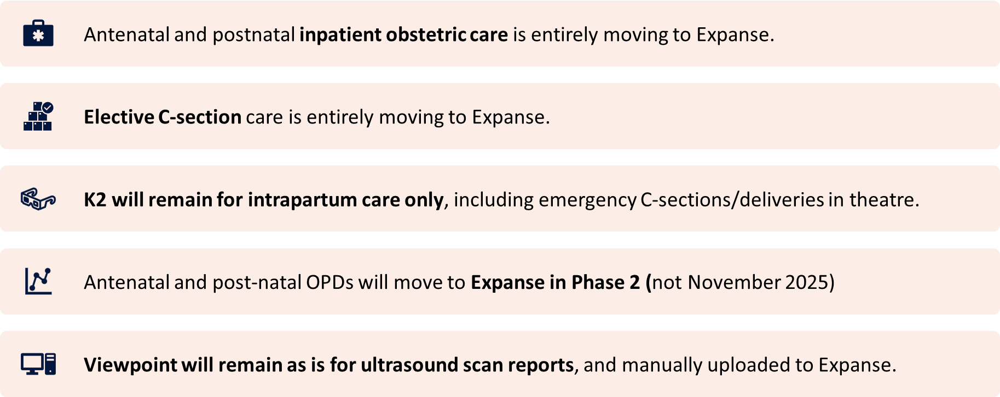 Antenatal and postnatal inpatient obstetric care is entirely moving to Expanse.
Elective C-section care is entirely moving to Expanse.
K2 will remain for intrapartum care only, including emergency C-sections/deliveries in theatre.
Antenatal and post-natal OPDs will move to Expanse in Phase 2 (not November 2025)
Viewpoint will remain as is for ultrasound scan reports, and manually uploaded to Expanse.